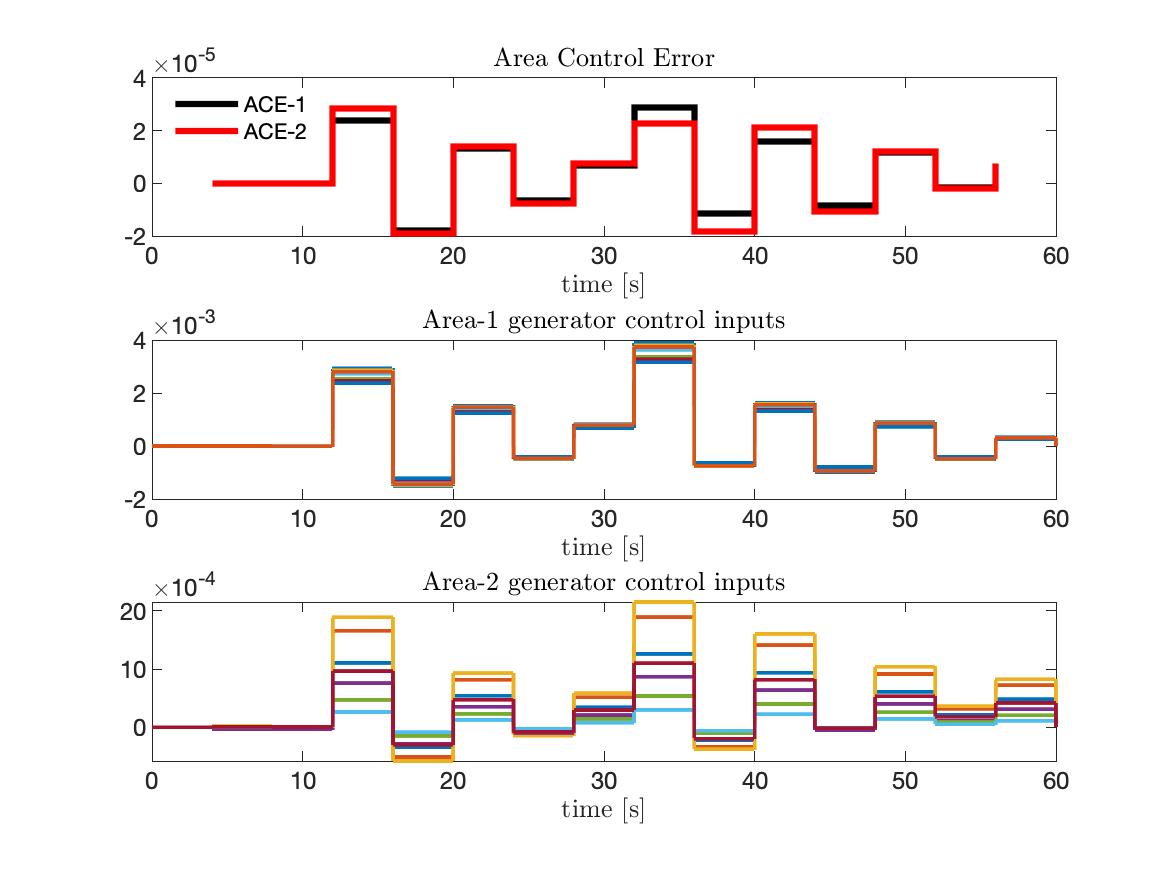 ×10-5
Area Control Error
4
2
0
-2
ACE-1
ACE-2
0 10 20 30 40 50 60
time [s]
×10-3
Area-1 generator control inputs
4
2
0
-2
0 10 20 30 40 50 60
time [s]
×10-4
Area-2 generator control inputs
20
10
0
0 10 20 30 40 50 60
time [s]